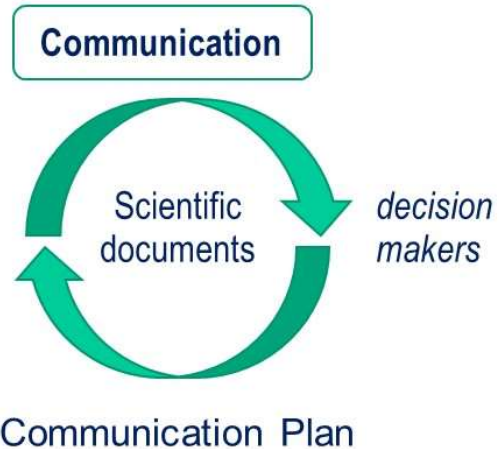 Communication
Scientific
documents
decision
makers
Communication Plan